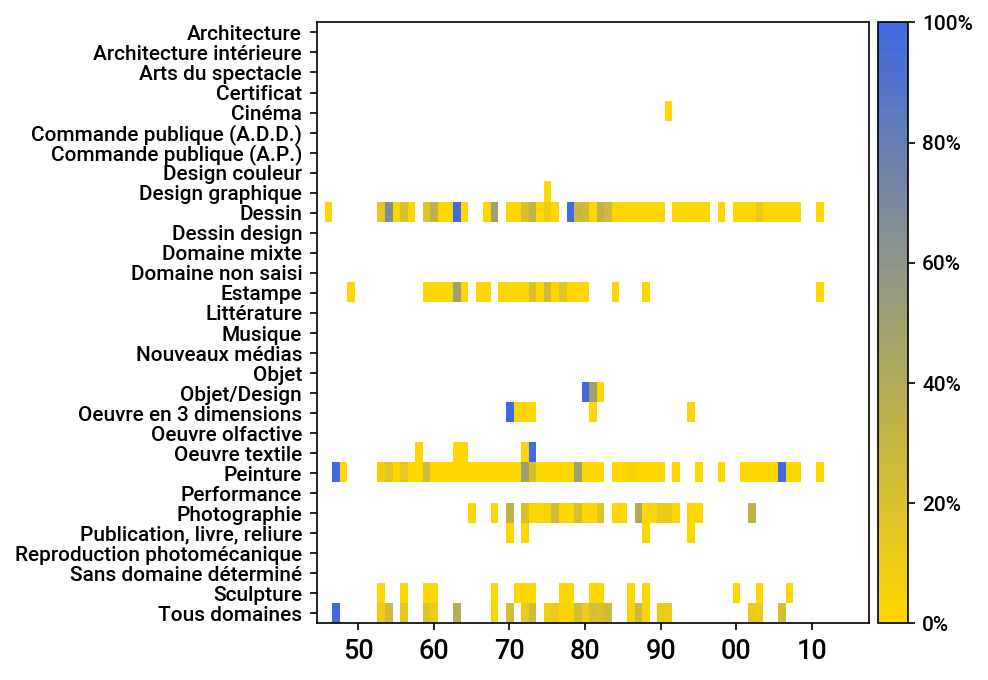 Architecture
Architecture intérieure
Arts du spectacle
Certificat
Cinéma
Commande publique (A.D.D.)
Commande publique (A.P.)
Design couleur
Design graphique
Dessin
Dessin design
Domaine mixte
Domaine non saisi
Estampe
Littérature
Musique
Nouveaux médias
Objet
Objet/Design
Oeuvre en 3 dimensions
Oeuvre olfactive
Oeuvre textile
Peinture
Performance
Photographie
Publication, livre, reliure
Reproduction photomécanique
Sans domaine déterminé
Sculpture
Tous domaines
50 60 70 80 90 00 10
100%
80%
60%
40%
20%
0%